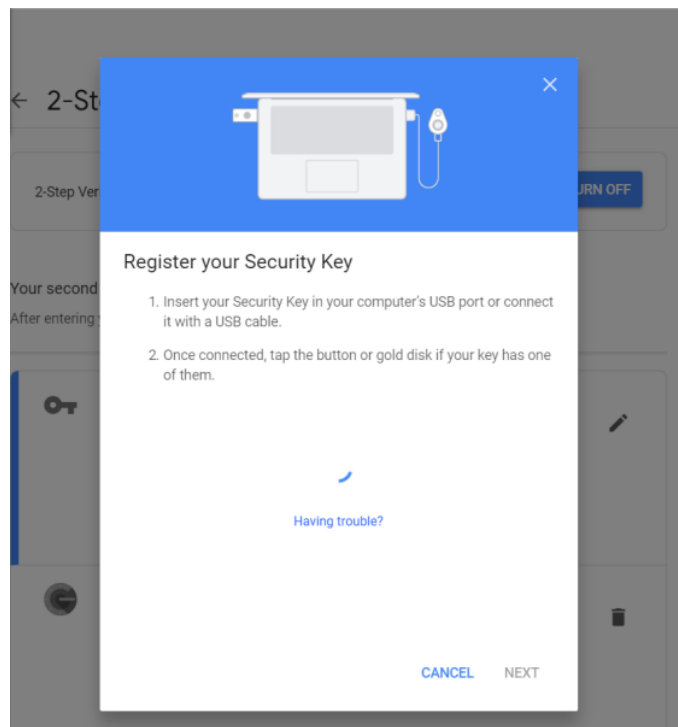 2-St
2-Step Ver
URN OFF
Your second
After entering
Register your Security Key
1. Insert your Security Key in your computer's USB port or connect
it with a USB cable.
2. Once connected, tap the button or gold disk if your key has one
of them.
Having trouble?
CANCEL NEXT